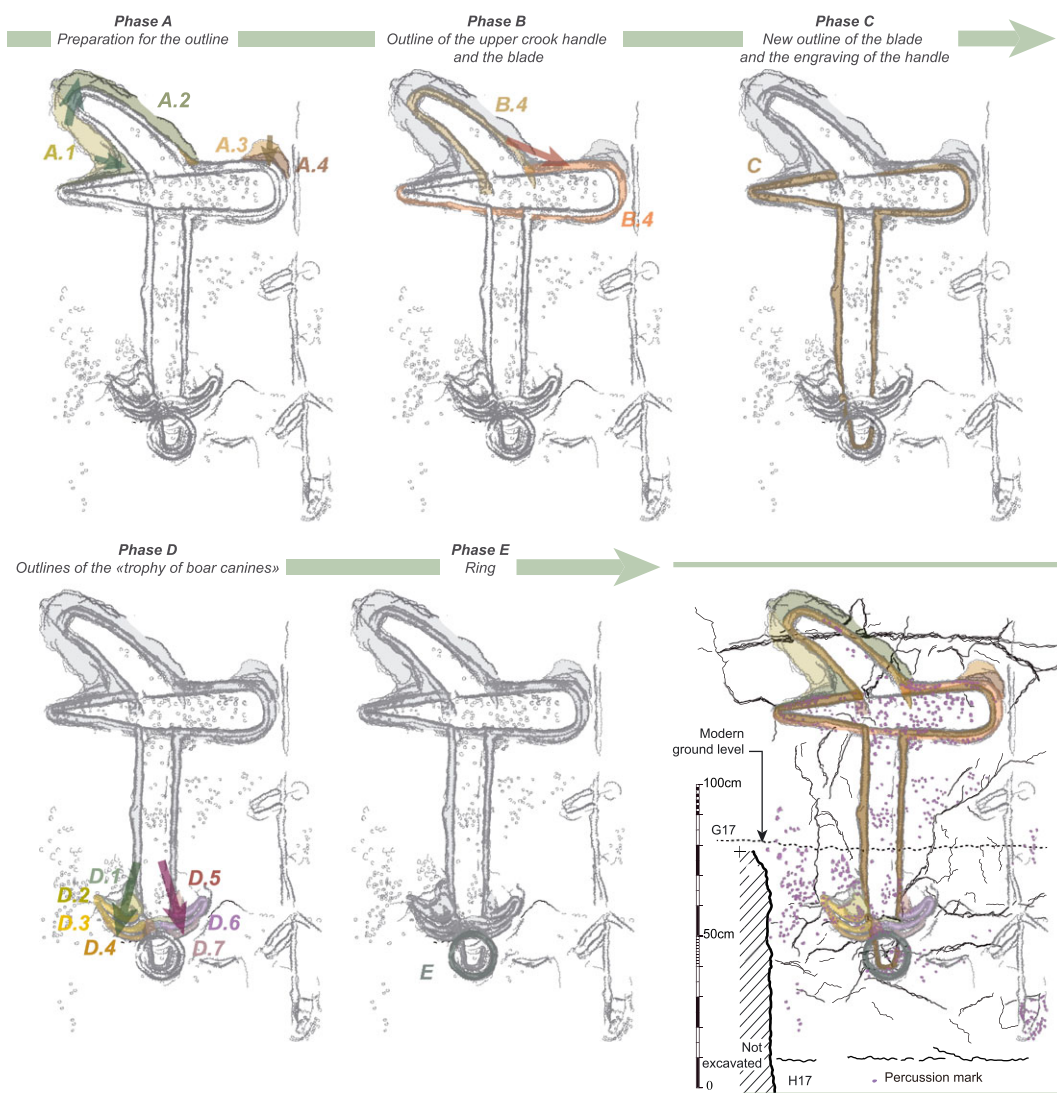 Phase A
Preparation for the outline
Phase B
Outline of the upper crook handle
and the blade
Phase C
New outline of the blade
and the engraving of the handle
A.2
A.1
A.3
A.4
B.4
B.4
C
Phase D
Outlines of the «trophy of boar canines»
Phase E
Ring
D.1
D.2
D.3
D.4
D.5
D.6
D.7
E
Modern
ground level
100cm
G17
50cm
Not
excavated
0
H17
Percussion mark